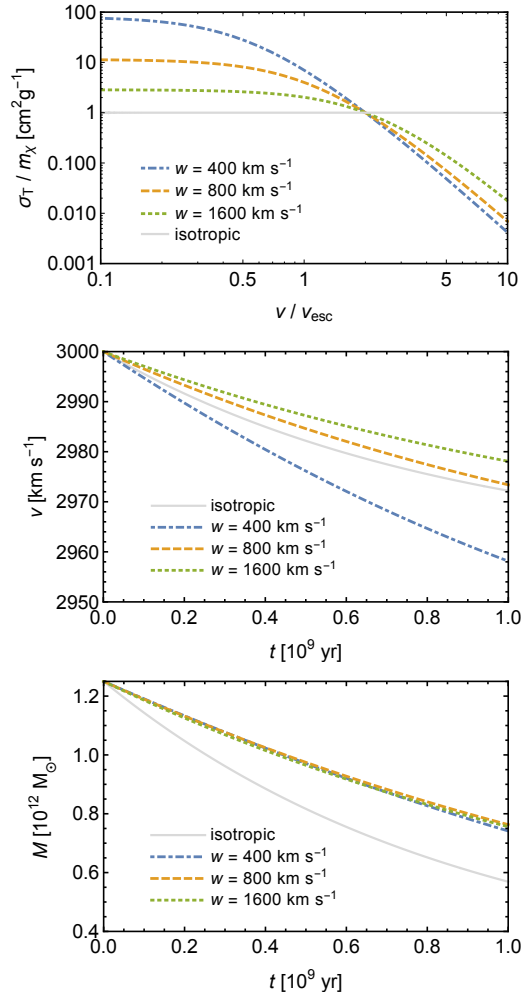 100
10
1
0.100
0.010
0.001
σ_T / m_χ [cm²g⁻¹]
w = 400 km s⁻¹
w = 800 km s⁻¹
w = 1600 km s⁻¹
isotropic
0.1 0.5 1 5 10
v / v_esc
3000
2990
2980
2970
2960
2950
v [km s⁻¹]
isotropic
w = 400 km s⁻¹
w = 800 km s⁻¹
w = 1600 km s⁻¹
0.0 0.2 0.4 0.6 0.8 1.0
t [10⁹ yr]
1.2
1.0
0.8
0.6
0.4
M [10¹² M_⊙]
isotropic
w = 400 km s⁻¹
w = 800 km s⁻¹
w = 1600 km s⁻¹
0.0 0.2 0.4 0.6 0.8 1.0
t [10⁹ yr]